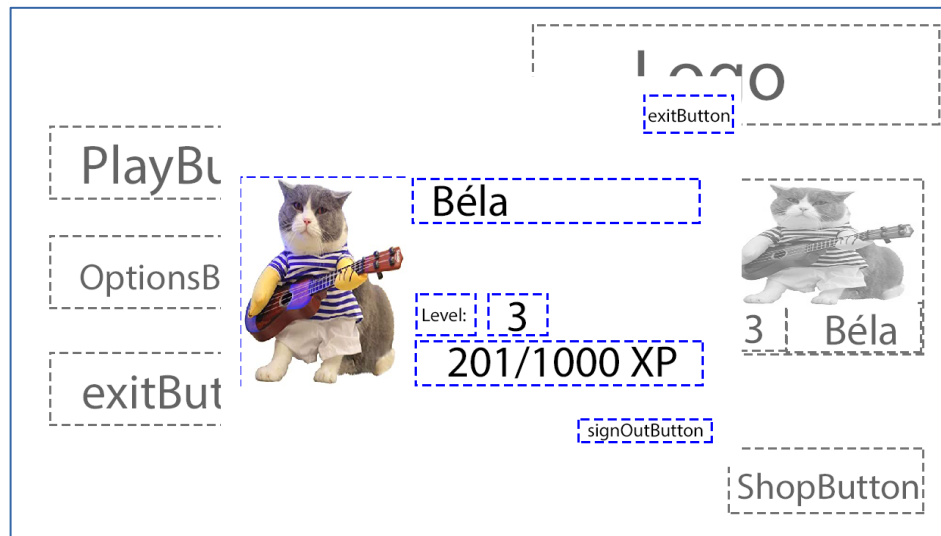 Logo
exitButton
PlayBu
Béla
OptionsB
Level:
3
3
Béla
201/1000 XP
exitBut
signOutButton
ShopButton